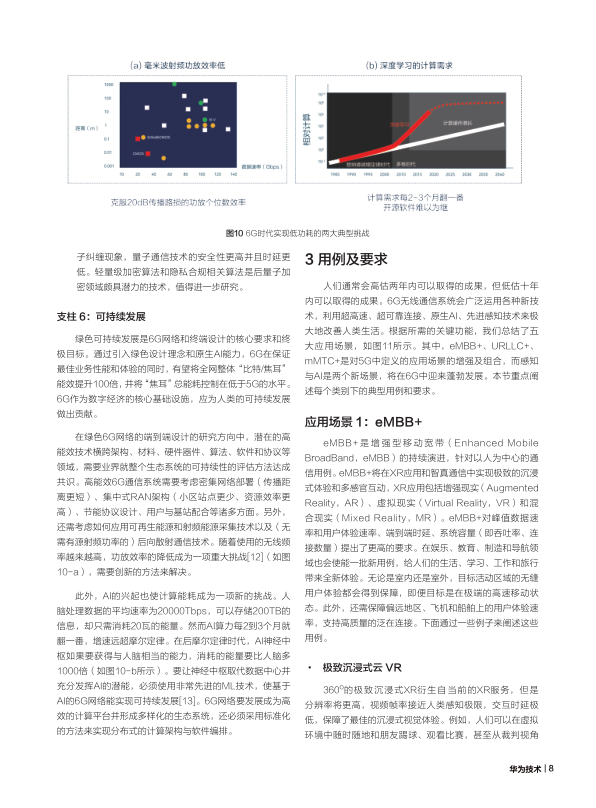 (a) 毫米波射频功放效率低
(b) 深度学习的计算需求
1000
100
10
1
0.1
0.01
0.001
距离（m）
III-V
SiGe/BiCMOS
CMOS
数据速率（Gbps）
10 20 40 60 80 100 120 140
相对计算
深度学习
计算硬件增长
登纳德缩放定律时代
多核时代
1985 1990 1995 2000 2005 2010 2015 2020 2025 2030 2035 2040
克服20dB传播路损的功放个位数效率
计算需求每2-3个月翻一番
开源软件难以为继
图10 6G时代实现低功耗的两大典型挑战
子纠缠现象，量子通信技术的安全性更高并且时延更
低。轻量级加密算法和隐私合规相关算是后量子加
密领域颇具潜力的技术，值得进一步研究。
支柱 6：可持续发展
绿色可持续发展是6G网络和终端设计的核心要求和终
极目标，通过引入绿色设计理念和原生AI能力，6G在保证
最佳业务性能和体验的同时，有望将全网整体“比特/焦耳”
能效提升100倍，并将“焦耳”总能耗控制在低于5G的水平。
6G作为数字经济的核心基础设施，应为人类的可持续发展
做出贡献。
在绿色6G网络的端到端设计的研究方向中，潜在的高
能效技术横跨架构、材料、硬件器件、算法、软件和协议等
领域，需要业界就整个生态系统的可持续性的评估方法达成
共识。高能效6G通信系统需要考虑密集网络部署（传播距
离更短）、集中式RAN架构（小区站点更少、资源效率更
高）、节能协议设计、用户与基站配合等诸多方面。另外，
还需考虑如何应用可再生能源和射频能源采集技术以及（无
需有源射频功率的）后向散射通信技术。随着使用的无线频
率越来越高，功放效率的降低成为一项重大挑战[12]（如图
10-a），需要创新的方法来解决。
此外，AI的兴起也使计算能耗成为一项新的挑战。人
脑处理数据的平均速率为20000Tbps，可以存储200TB的
信息，却只需消耗20瓦的能量。然而AI算力每2到3个月就
翻一番，增速远超摩尔定律。在后摩尔定律时代，AI神经中
枢如果要获得与人脑相当的能力，消耗的能量要比人脑多
1000倍（如图10-b所示）。要让神经中枢取代数据中心并
充分发挥AI的潜能，必须使用非常先进的ML技术，使基于
AI的6G网络能实现可持续发展[13]。6G网络要发展成为高
效的计算平台并形成多样化的生态系统，还必须采用标准化
的方法来实现分布式的计算架构与软件编排。
3 用例及要求
人们通常会高估两年内可以取得的成果，但低估十年
内可以取得的成果。6G无线通信系统会广泛运用各种新技
术，利用超高速、超可靠连接、原生AI、先进感知技术来极
大地改善人类生活。根据所需的关键功能，我们总结了五
大应用场景，如图11所示。其中，eMBB+、URLLC+、
mMTC+是对5G中定义的应用场景的增强及组合，而感知
与AI是两个新场景，将在6G中迎来蓬勃发展。本节重点阐
述每个类别下的典型用例和要求。
应用场景 1：eMBB+
eMBB+是增强型移动宽带（Enhanced Mobile
BroadBand，eMBB）的持续演进，针对以人为中心的通
信用例。eMBB+将在XR应用和智真通信中实现极致的沉浸
式体验和多感官互动，XR应用包括增强现实（Augmented
Reality，AR）、虚拟现实（Virtual Reality，VR）和混
合现实（Mixed Reality，MR）。eMBB+对峰值数据速
率和用户体验速率、端到端时延、系统容量（即吞吐率、连
接数量）提出了更高的要求。在娱乐、教育、制造和导航领
域也会使能一批新用例，给人们的生活、学习、工作和旅行
带来全新体验。无论是室内还是室外，目标活动区域的无缝
用户体验都会得到保障，即便目标是在极端的高速移动状
态。此外，还需保障偏远地区、飞机和船舶上的用户体验速
率，支持高质量的泛在连接。下面通过一些例子来阐述这些
用例。
• 极致沉浸式云 VR
360⁰的极致沉浸式XR衍生自当前的XR服务，但是
分辨率将更高，视频帧率接近人类感知极限，交互时延极
低，保障了最佳的沉浸式视觉体验。例如，人们可以在虚拟
环境中随时随地和朋友踢球、观看比赛，甚至从裁判视角
华为技术 | 8